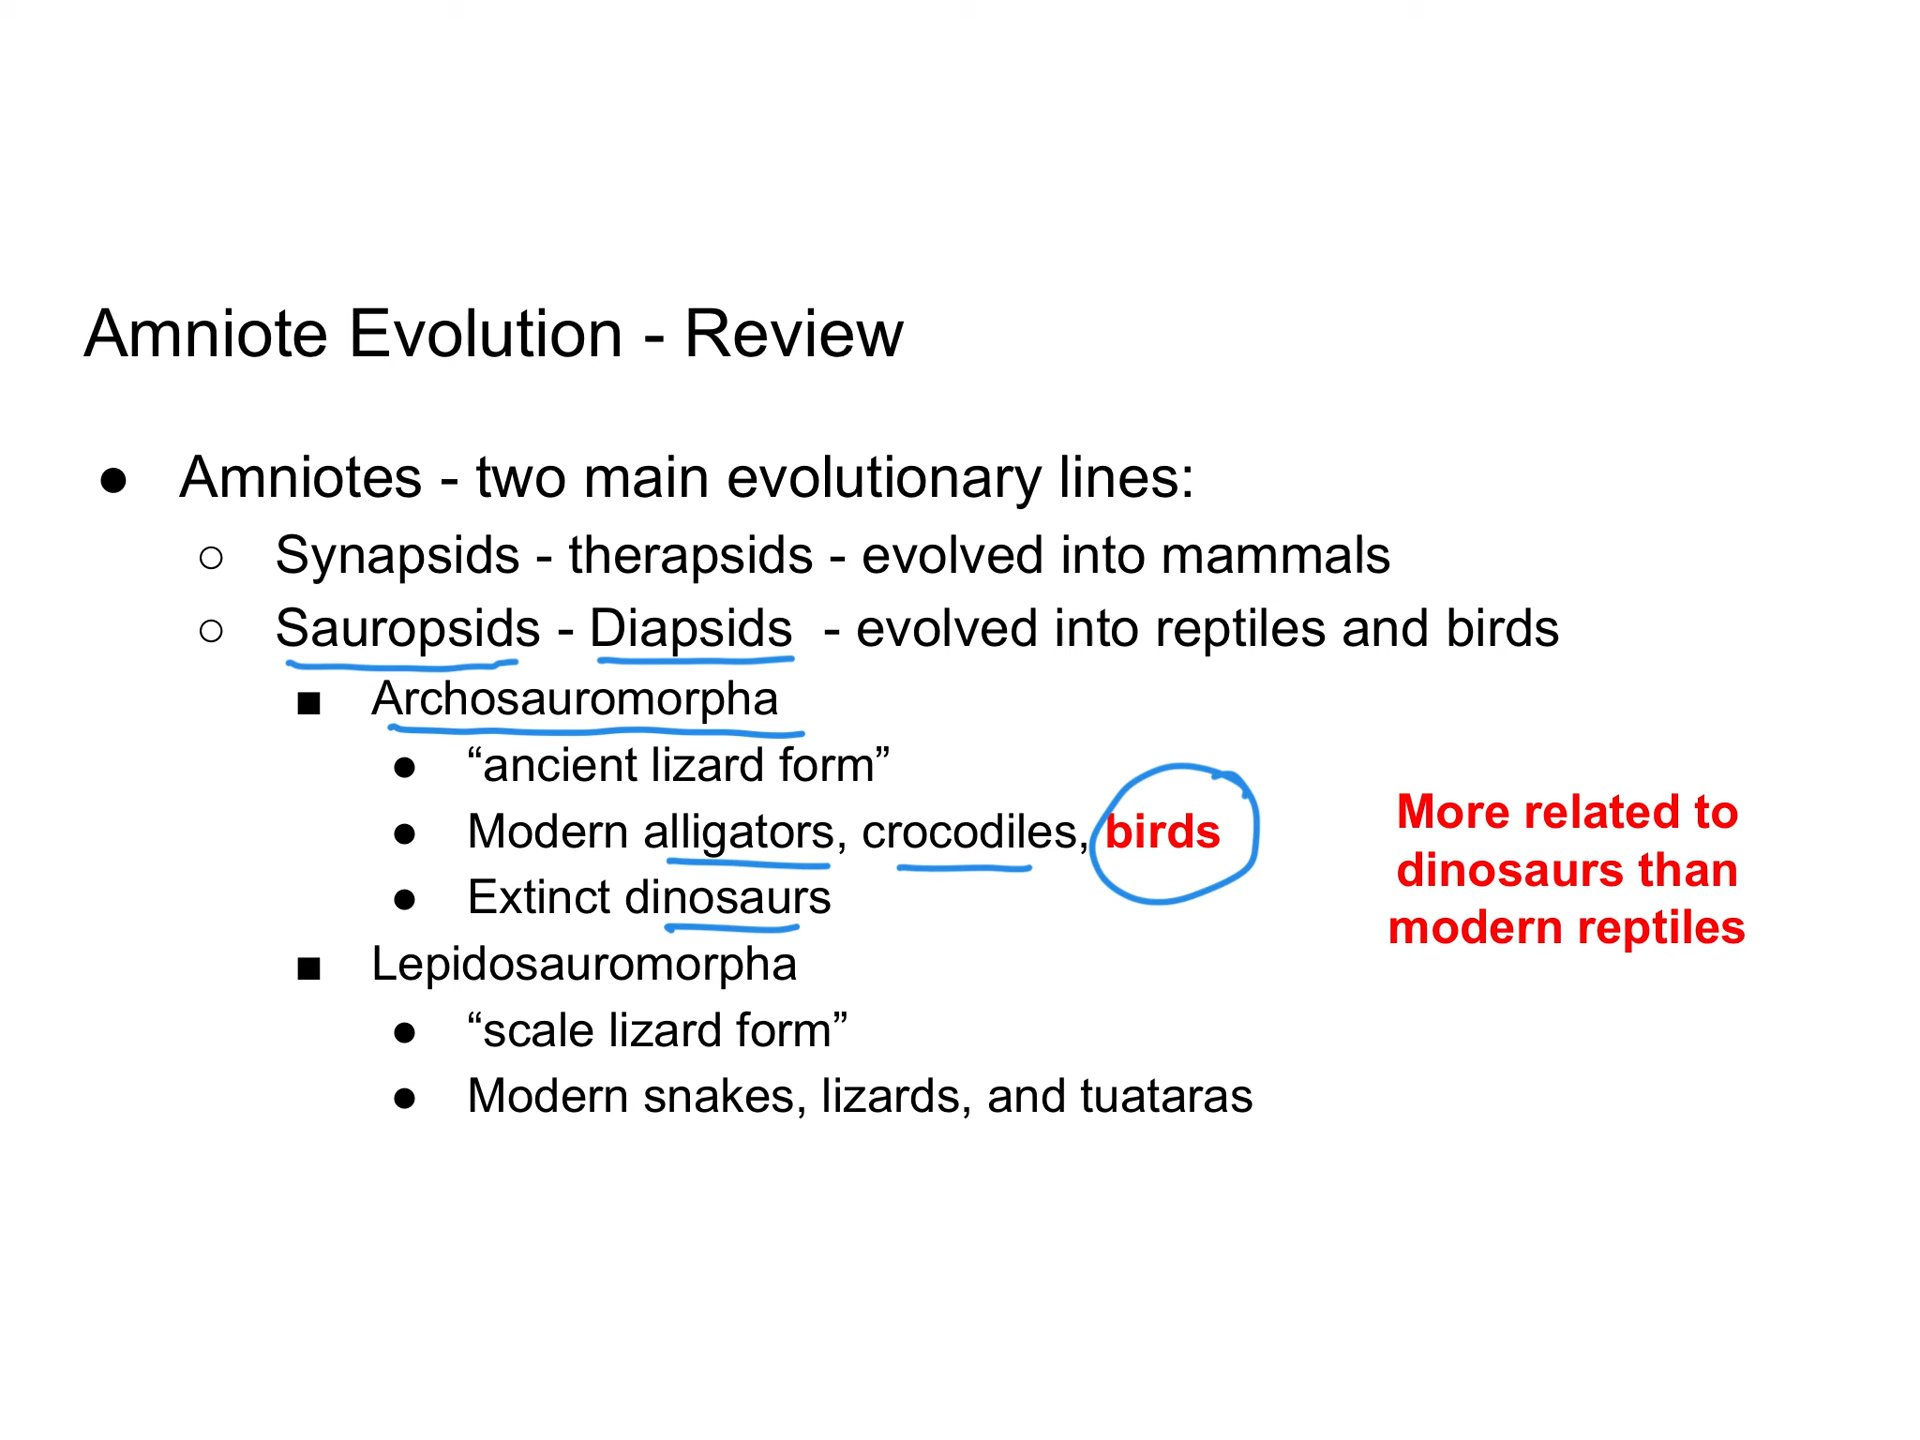 Amniote Evolution - Review
● Amniotes - two main evolutionary lines:
○ Synapsids - therapsids - evolved into mammals
○ Sauropsids - Diapsids - evolved into reptiles and birds
■ Archosauromorpha
● “ancient lizard form”
● Modern alligators, crocodiles, birds
● Extinct dinosaurs
■ Lepidosauromorpha
● “scale lizard form”
● Modern snakes, lizards, and tuataras
More related to
dinosaurs than
modern reptiles